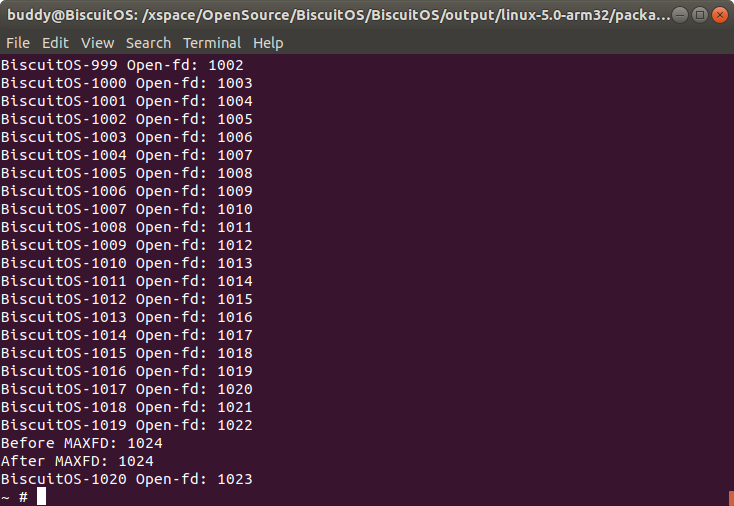 buddy@BiscuitOS: /xspace/OpenSource/BiscuitOS/BiscuitOS/output/linux-5.0-arm32/packa...
File Edit View Search Terminal Help
BiscuitOS-999 Open-fd: 1002
BiscuitOS-1000 Open-fd: 1003
BiscuitOS-1001 Open-fd: 1004
BiscuitOS-1002 Open-fd: 1005
BiscuitOS-1003 Open-fd: 1006
BiscuitOS-1004 Open-fd: 1007
BiscuitOS-1005 Open-fd: 1008
BiscuitOS-1006 Open-fd: 1009
BiscuitOS-1007 Open-fd: 1010
BiscuitOS-1008 Open-fd: 1011
BiscuitOS-1009 Open-fd: 1012
BiscuitOS-1010 Open-fd: 1013
BiscuitOS-1011 Open-fd: 1014
BiscuitOS-1012 Open-fd: 1015
BiscuitOS-1013 Open-fd: 1016
BiscuitOS-1014 Open-fd: 1017
BiscuitOS-1015 Open-fd: 1018
BiscuitOS-1016 Open-fd: 1019
BiscuitOS-1017 Open-fd: 1020
BiscuitOS-1018 Open-fd: 1021
BiscuitOS-1019 Open-fd: 1022
Before MAXFD: 1024
After MAXFD: 1024
BiscuitOS-1020 Open-fd: 1023
~ #